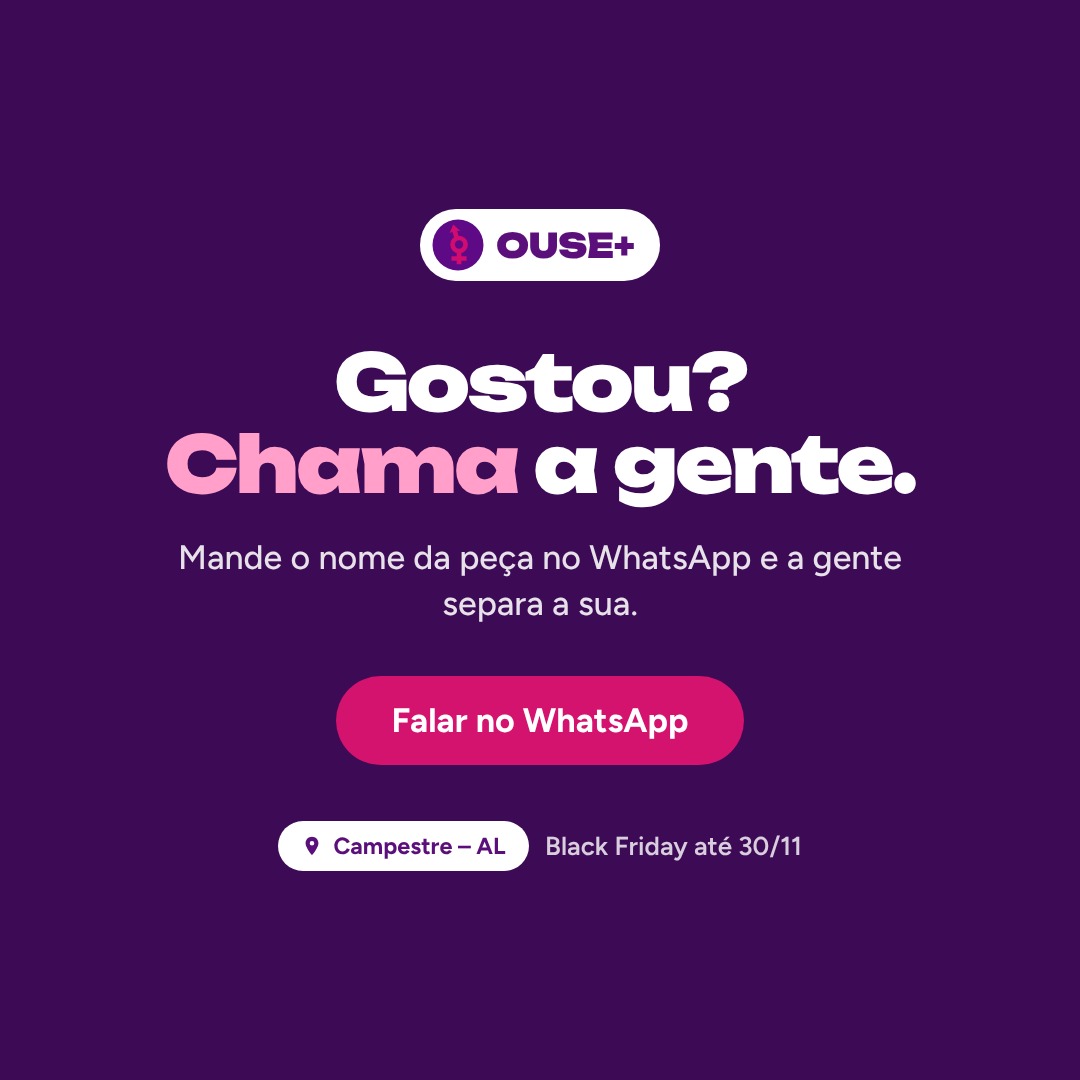 OUSE+
Gostou?
Chama a gente.
Mande o nome da peça no WhatsApp e a gente
separa a sua.
Falar no WhatsApp
Campestre – AL
Black Friday até 30/11